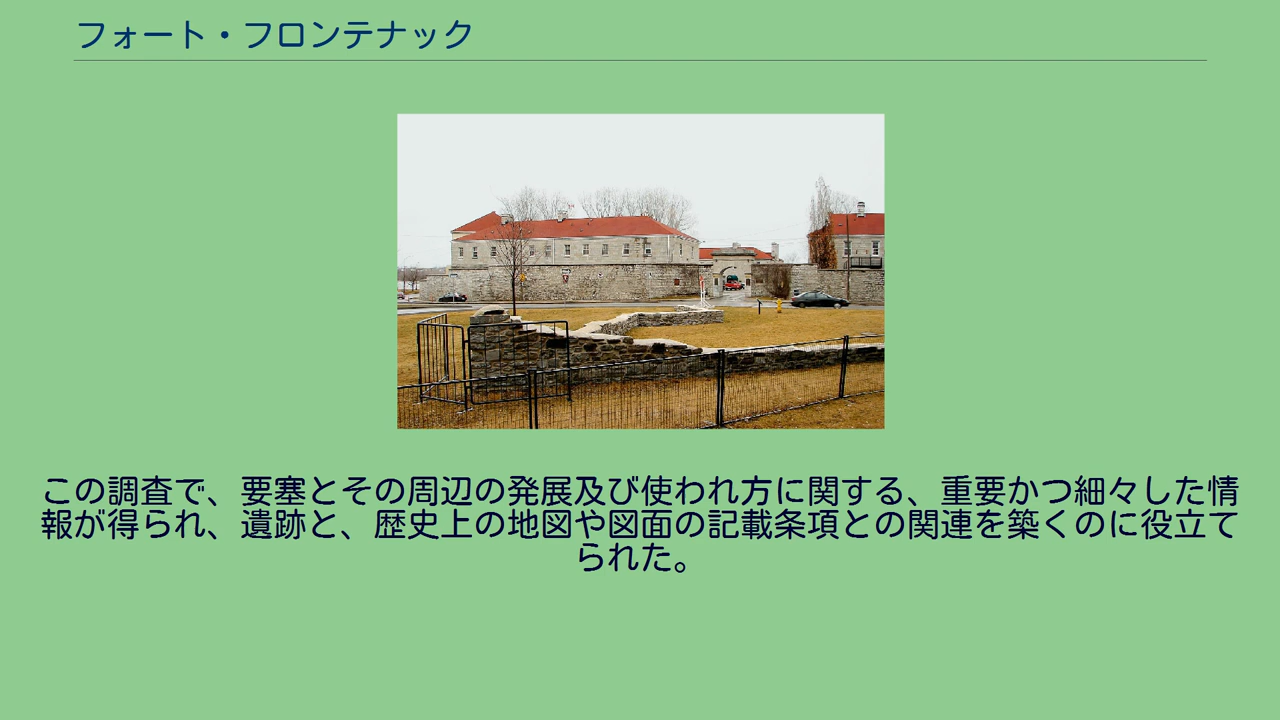 フォート・フロンテナック
この調査で、要塞とその周辺の発展及び使われ方に関する、重要かつ細々した情
報が得られ、遺跡と、歴史上の地図や図面の記載条項との関連を築くのに役立て
られた。